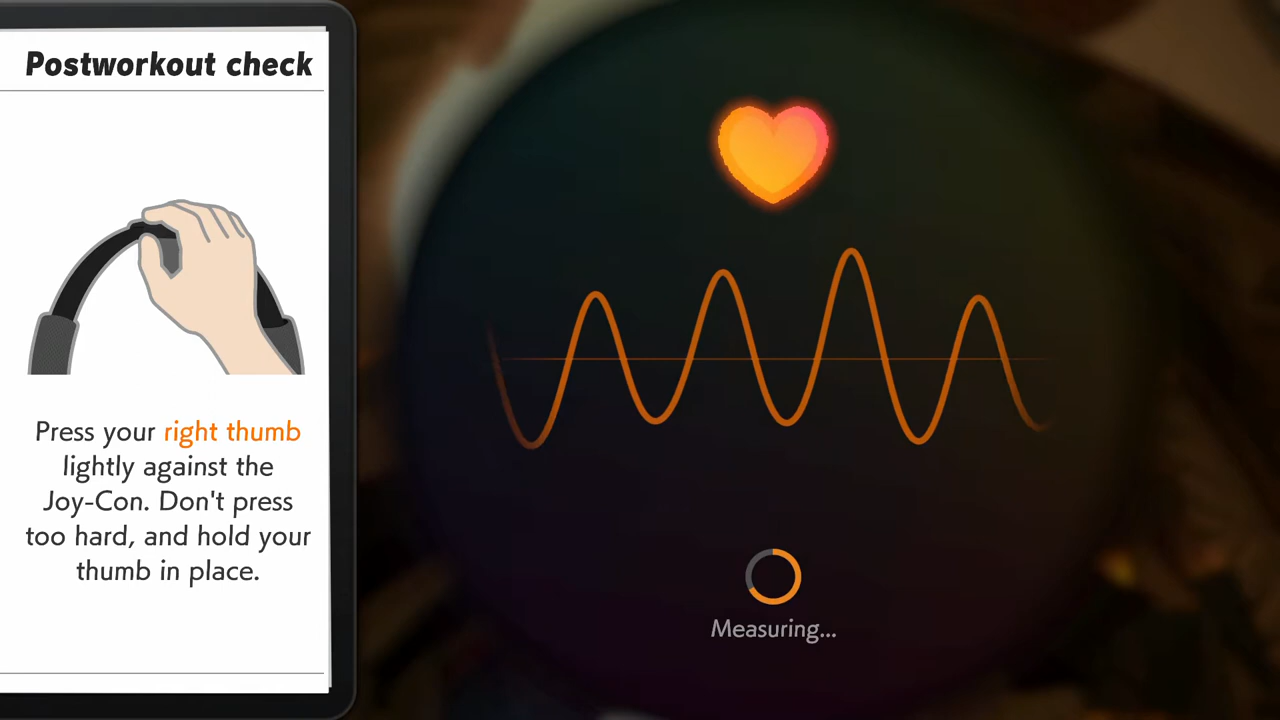 Postworkout check
Press your right thumb
lightly against the
Joy-Con. Don't press
too hard, and hold your
thumb in place.
Measuring...